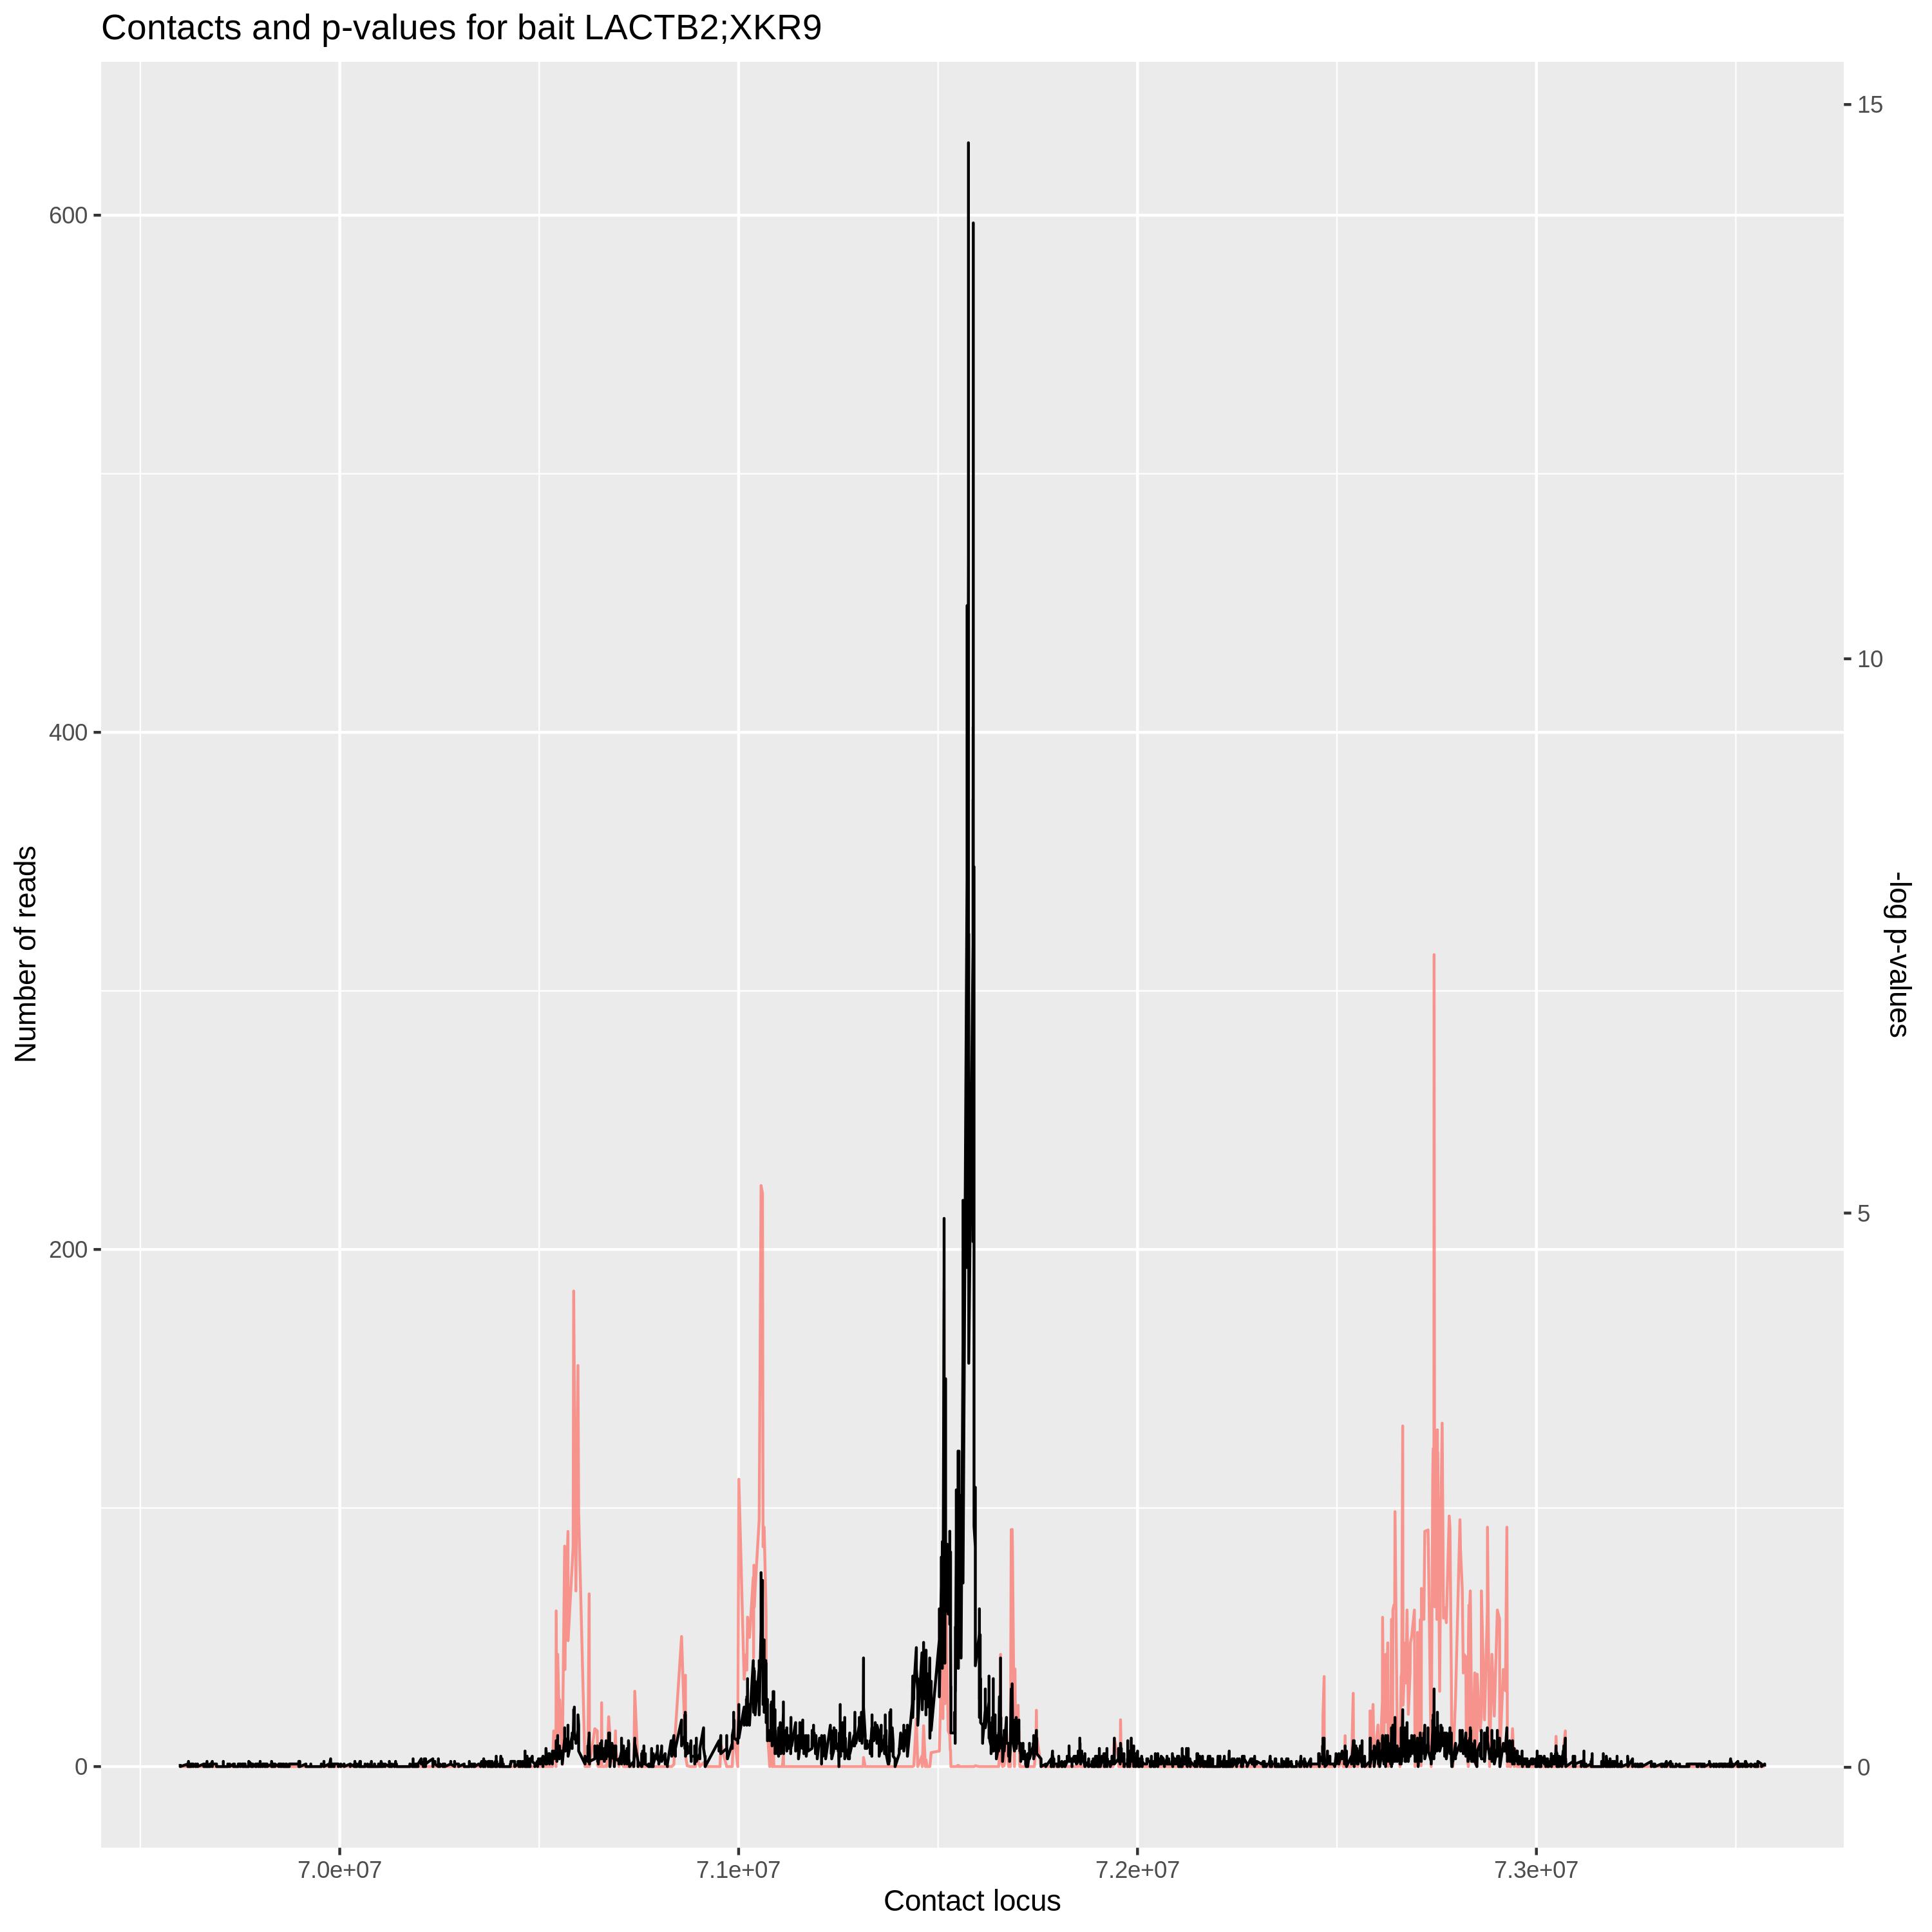 Contacts and p-values for bait LACTB2;XKR9
Number of reads
600
400
200
0
15
10
5
0
-log p-values
7.0e+07
7.1e+07
7.2e+07
7.3e+07
Contact locus